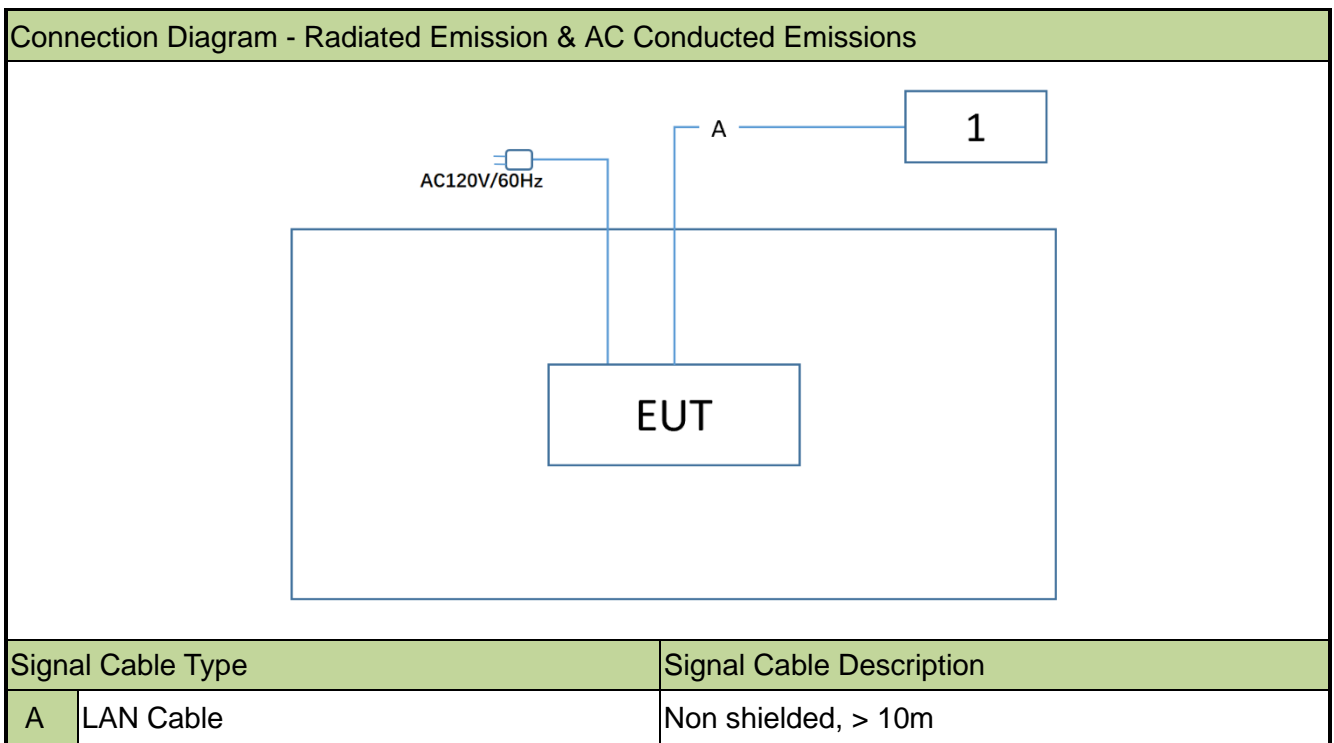 Connection Diagram - Radiated Emission & AC Conducted Emissions
A
1
AC120V/60Hz
EUT
Signal Cable Type Signal Cable Description
A LAN Cable Non shielded, > 10m